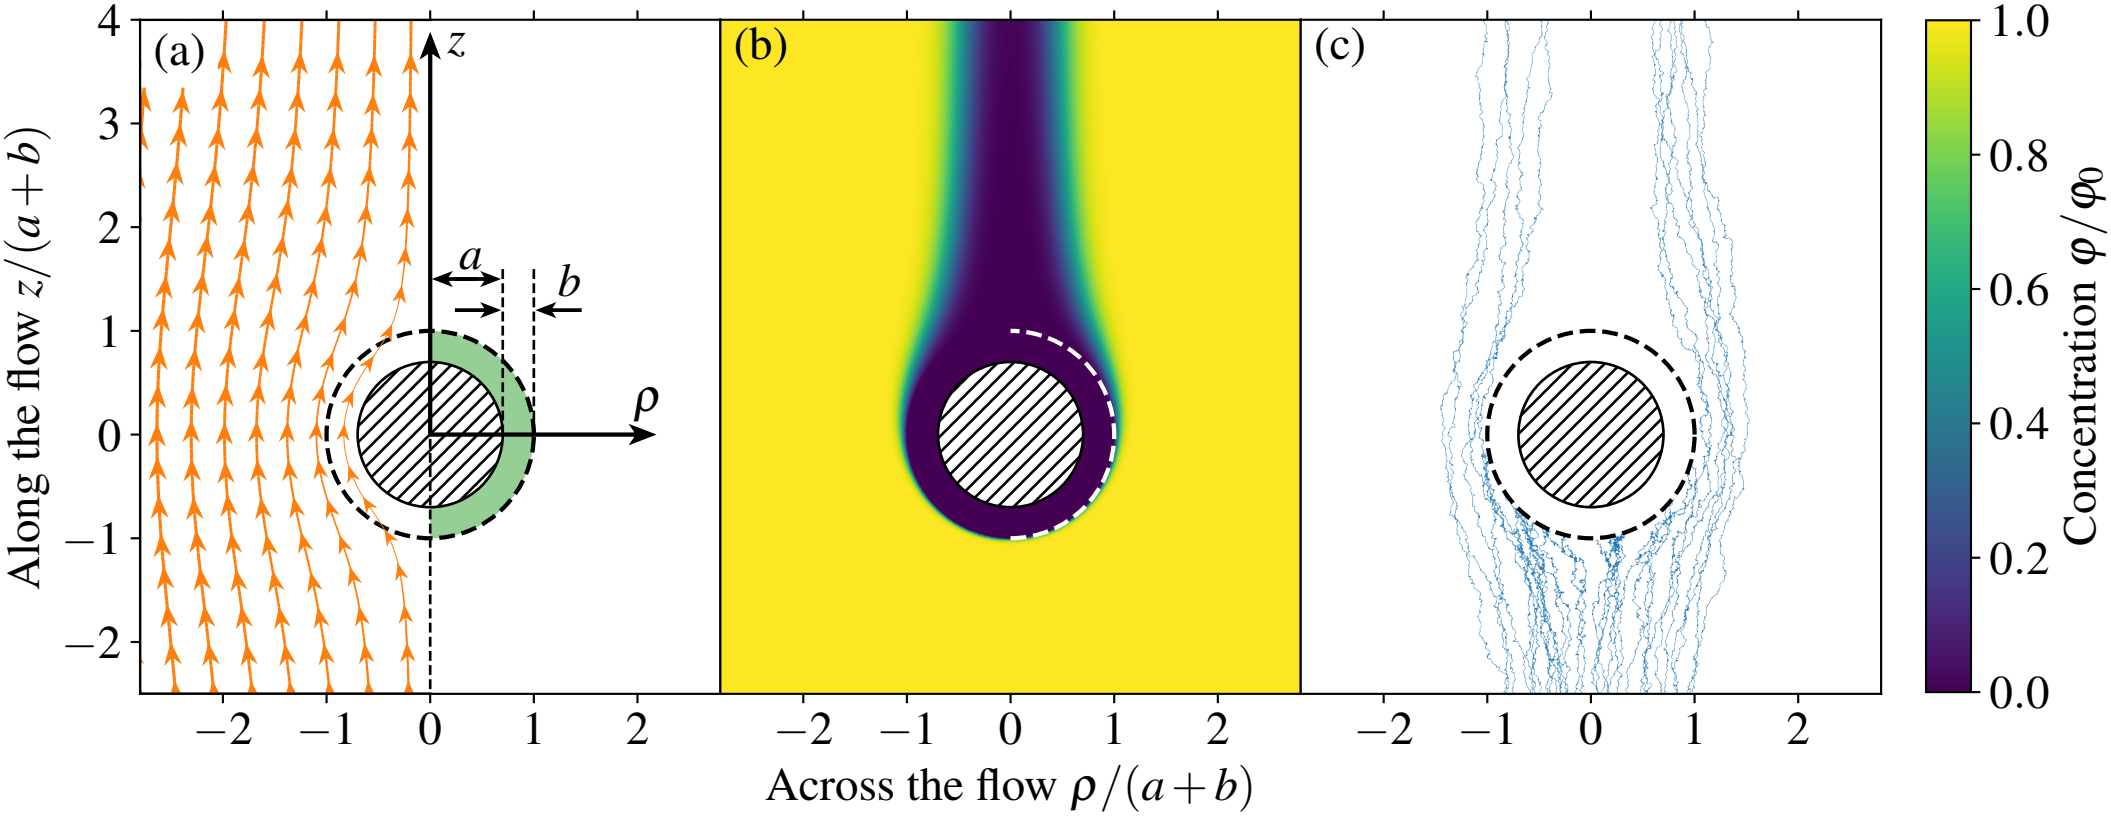 (a)
(b)
(c)
z
a
b
ρ
4
3
2
1
0
−1
−2
Along the flow z/(a+b)
−2 −1 0 1 2
−2 −1 0 1 2
−2 −1 0 1 2
Across the flow ρ/(a+b)
1.0
0.8
0.6
0.4
0.2
0.0
Concentration φ/φ0